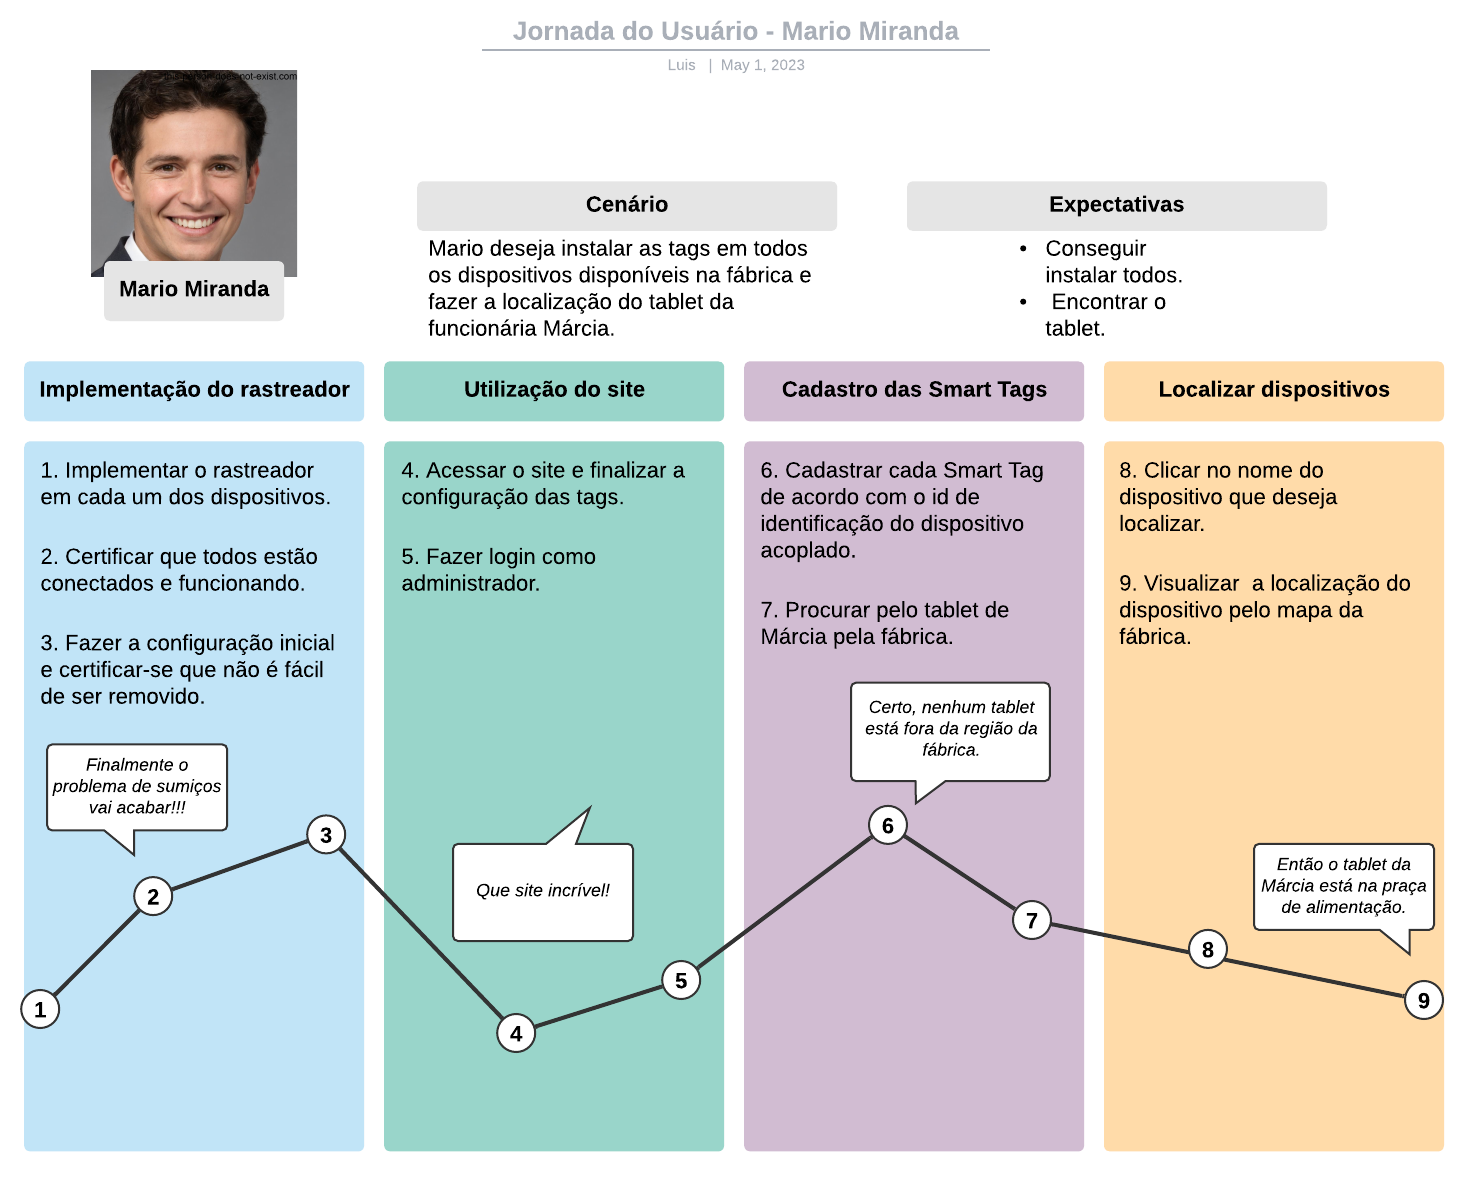 Jornada do Usuário - Mario Miranda
Luis | May 1, 2023
this-person-does-not-exist.com
Mario Miranda
Cenário
Mario deseja instalar as tags em todos
os dispositivos disponíveis na fábrica e
fazer a localização do tablet da
funcionária Márcia.
Expectativas
• Conseguir
instalar todos.
• Encontrar o
tablet.
Implementação do rastreador
1. Implementar o rastreador
em cada um dos dispositivos.
2. Certificar que todos estão
conectados e funcionando.
3. Fazer a configuração inicial
e certificar-se que não é fácil
de ser removido.
Finalmente o
problema de sumiços
vai acabar!!!
1
2
3
Utilização do site
4. Acessar o site e finalizar a
configuração das tags.
5. Fazer login como
administrador.
Que site incrível!
4
5
Cadastro das Smart Tags
6. Cadastrar cada Smart Tag
de acordo com o id de
identificação do dispositivo
acoplado.
7. Procurar pelo tablet de
Márcia pela fábrica.
Certo, nenhum tablet
está fora da região da
fábrica.
6
7
Localizar dispositivos
8. Clicar no nome do
dispositivo que deseja
localizar.
9. Visualizar  a localização do
dispositivo pelo mapa da
fábrica.
Então o tablet da
Márcia está na praça
de alimentação.
8
9